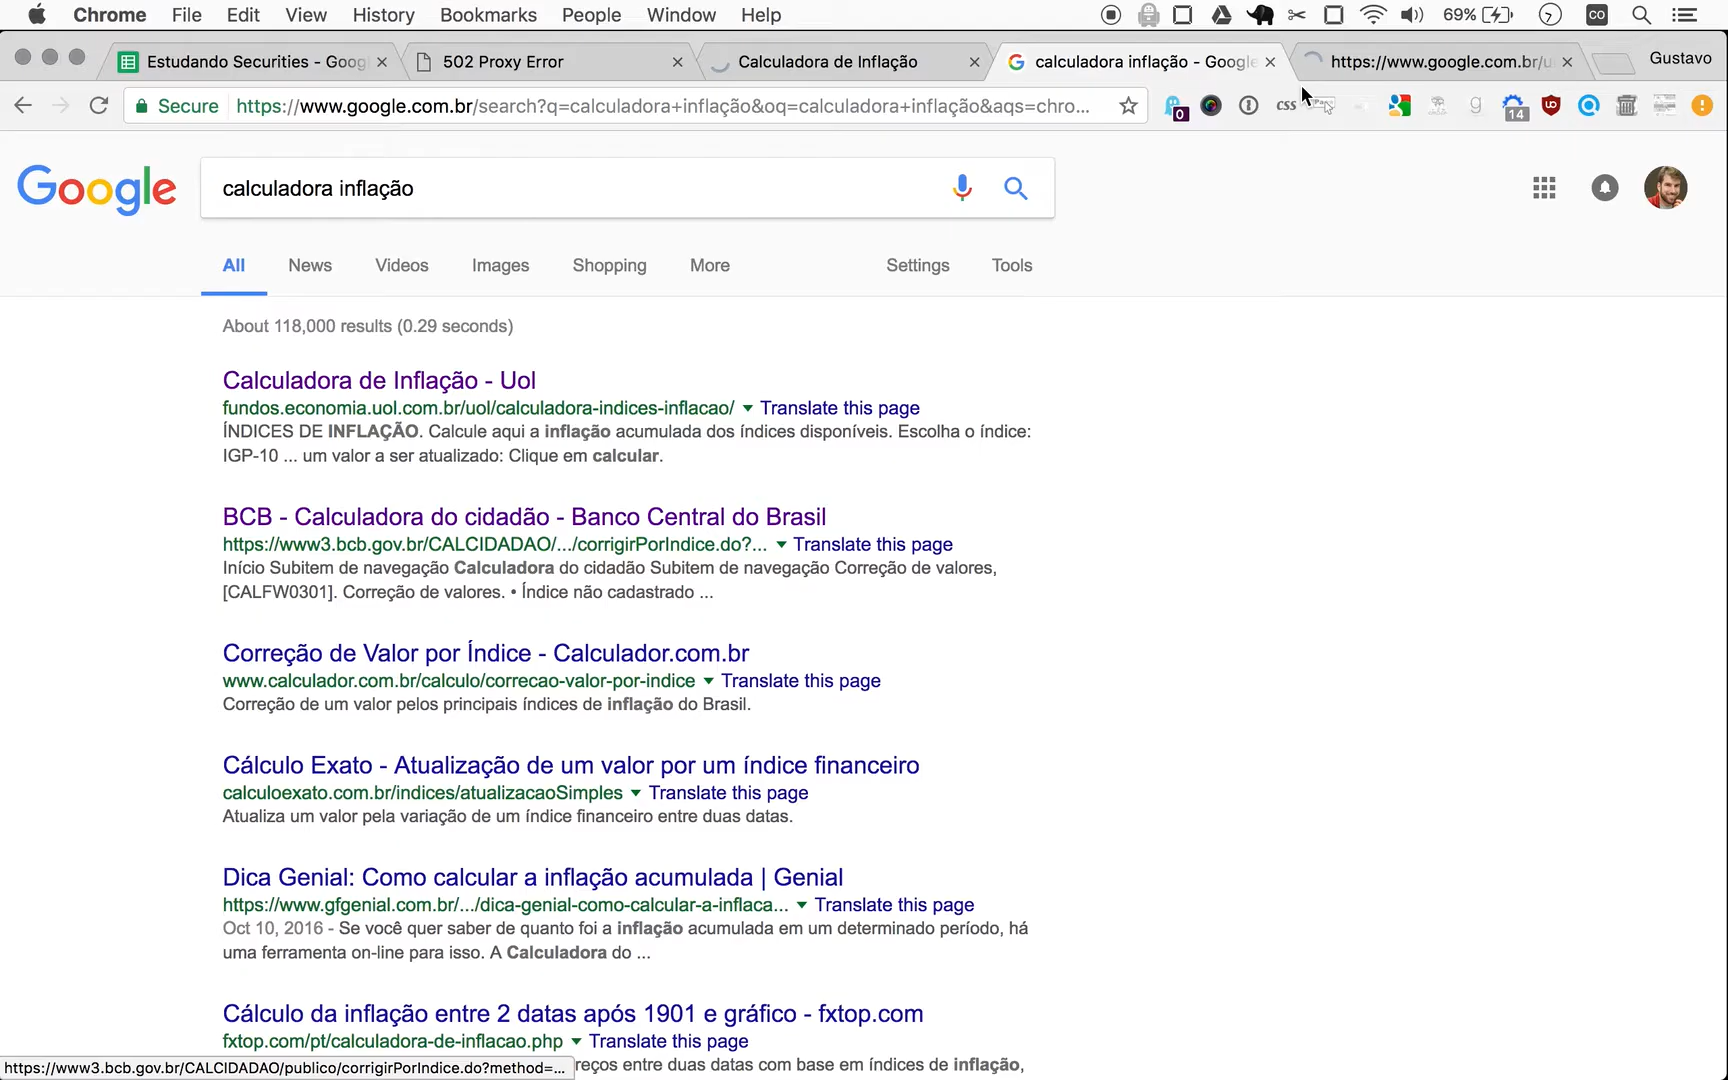 Chrome File Edit View History Bookmarks People Window Help 69% CO
Estudando Securities - Goog 502 Proxy Error Calculadora de Inflação calculadora inflação - Google https://www.google.com.br/u Gustavo
Secure https://www.google.com.br/search?q=calculadora+inflação&oq=calculadora+inflação&aqs=chro... 0 css g 14
Google calculadora inflação
All News Videos Images Shopping More Settings Tools
About 118,000 results (0.29 seconds)
Calculadora de Inflação - Uol
fundos.economia.uol.com.br/uol/calculadora-indices-inflacao/ Translate this page
ÍNDICES DE INFLAÇÃO. Calcule aqui a inflação acumulada dos índices disponíveis. Escolha o índice:
IGP-10 ... um valor a ser atualizado: Clique em calcular.
BCB - Calculadora do cidadão - Banco Central do Brasil
https://www3.bcb.gov.br/CALCIDADAO/.../corrigirPorIndice.do?... Translate this page
Início Subitem de navegação Calculadora do cidadão Subitem de navegação Correção de valores,
[CALFW0301]. Correção de valores. • Índice não cadastrado ...
Correção de Valor por Índice - Calculador.com.br
www.calculador.com.br/calculo/correcao-valor-por-indice Translate this page
Correção de um valor pelos principais índices de inflação do Brasil.
Cálculo Exato - Atualização de um valor por um índice financeiro
calculoexato.com.br/indices/atualizacaoSimples Translate this page
Atualiza um valor pela variação de um índice financeiro entre duas datas.
Dica Genial: Como calcular a inflação acumulada | Genial
https://www.gfgenial.com.br/.../dica-genial-como-calcular-a-inflaca... Translate this page
Oct 10, 2016 - Se você quer saber de quanto foi a inflação acumulada em um determinado período, há
uma ferramenta on-line para isso. A Calculadora do ...
Cálculo da inflação entre 2 datas após 1901 e gráfico - fxtop.com
fxtop.com/pt/calculadora-de-inflacao.php Translate this page
https://www3.bcb.gov.br/CALCIDADAO/publico/corrigirPorIndice.do?method=... reços entre duas datas com base em índices de inflação,